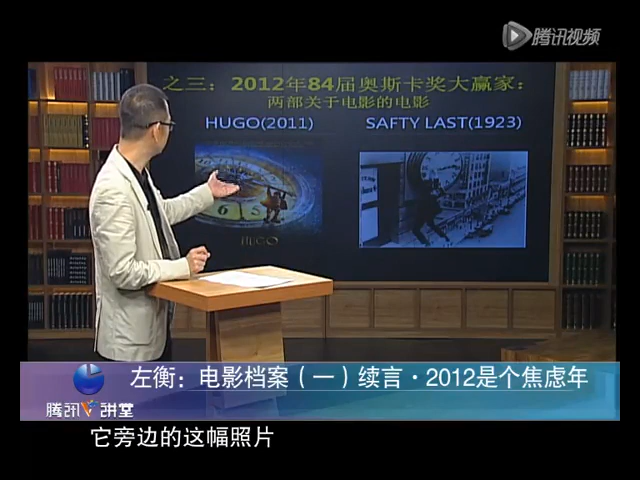 腾讯视频
之三：2012年84届奥斯卡奖大赢家：
两部关于电影的电影
HUGO(2011)
SAFTY LAST(1923)
HUGO
左衡：电影档案（一）续言·2012是个焦虑年
腾讯V讲堂
它旁边的这幅照片